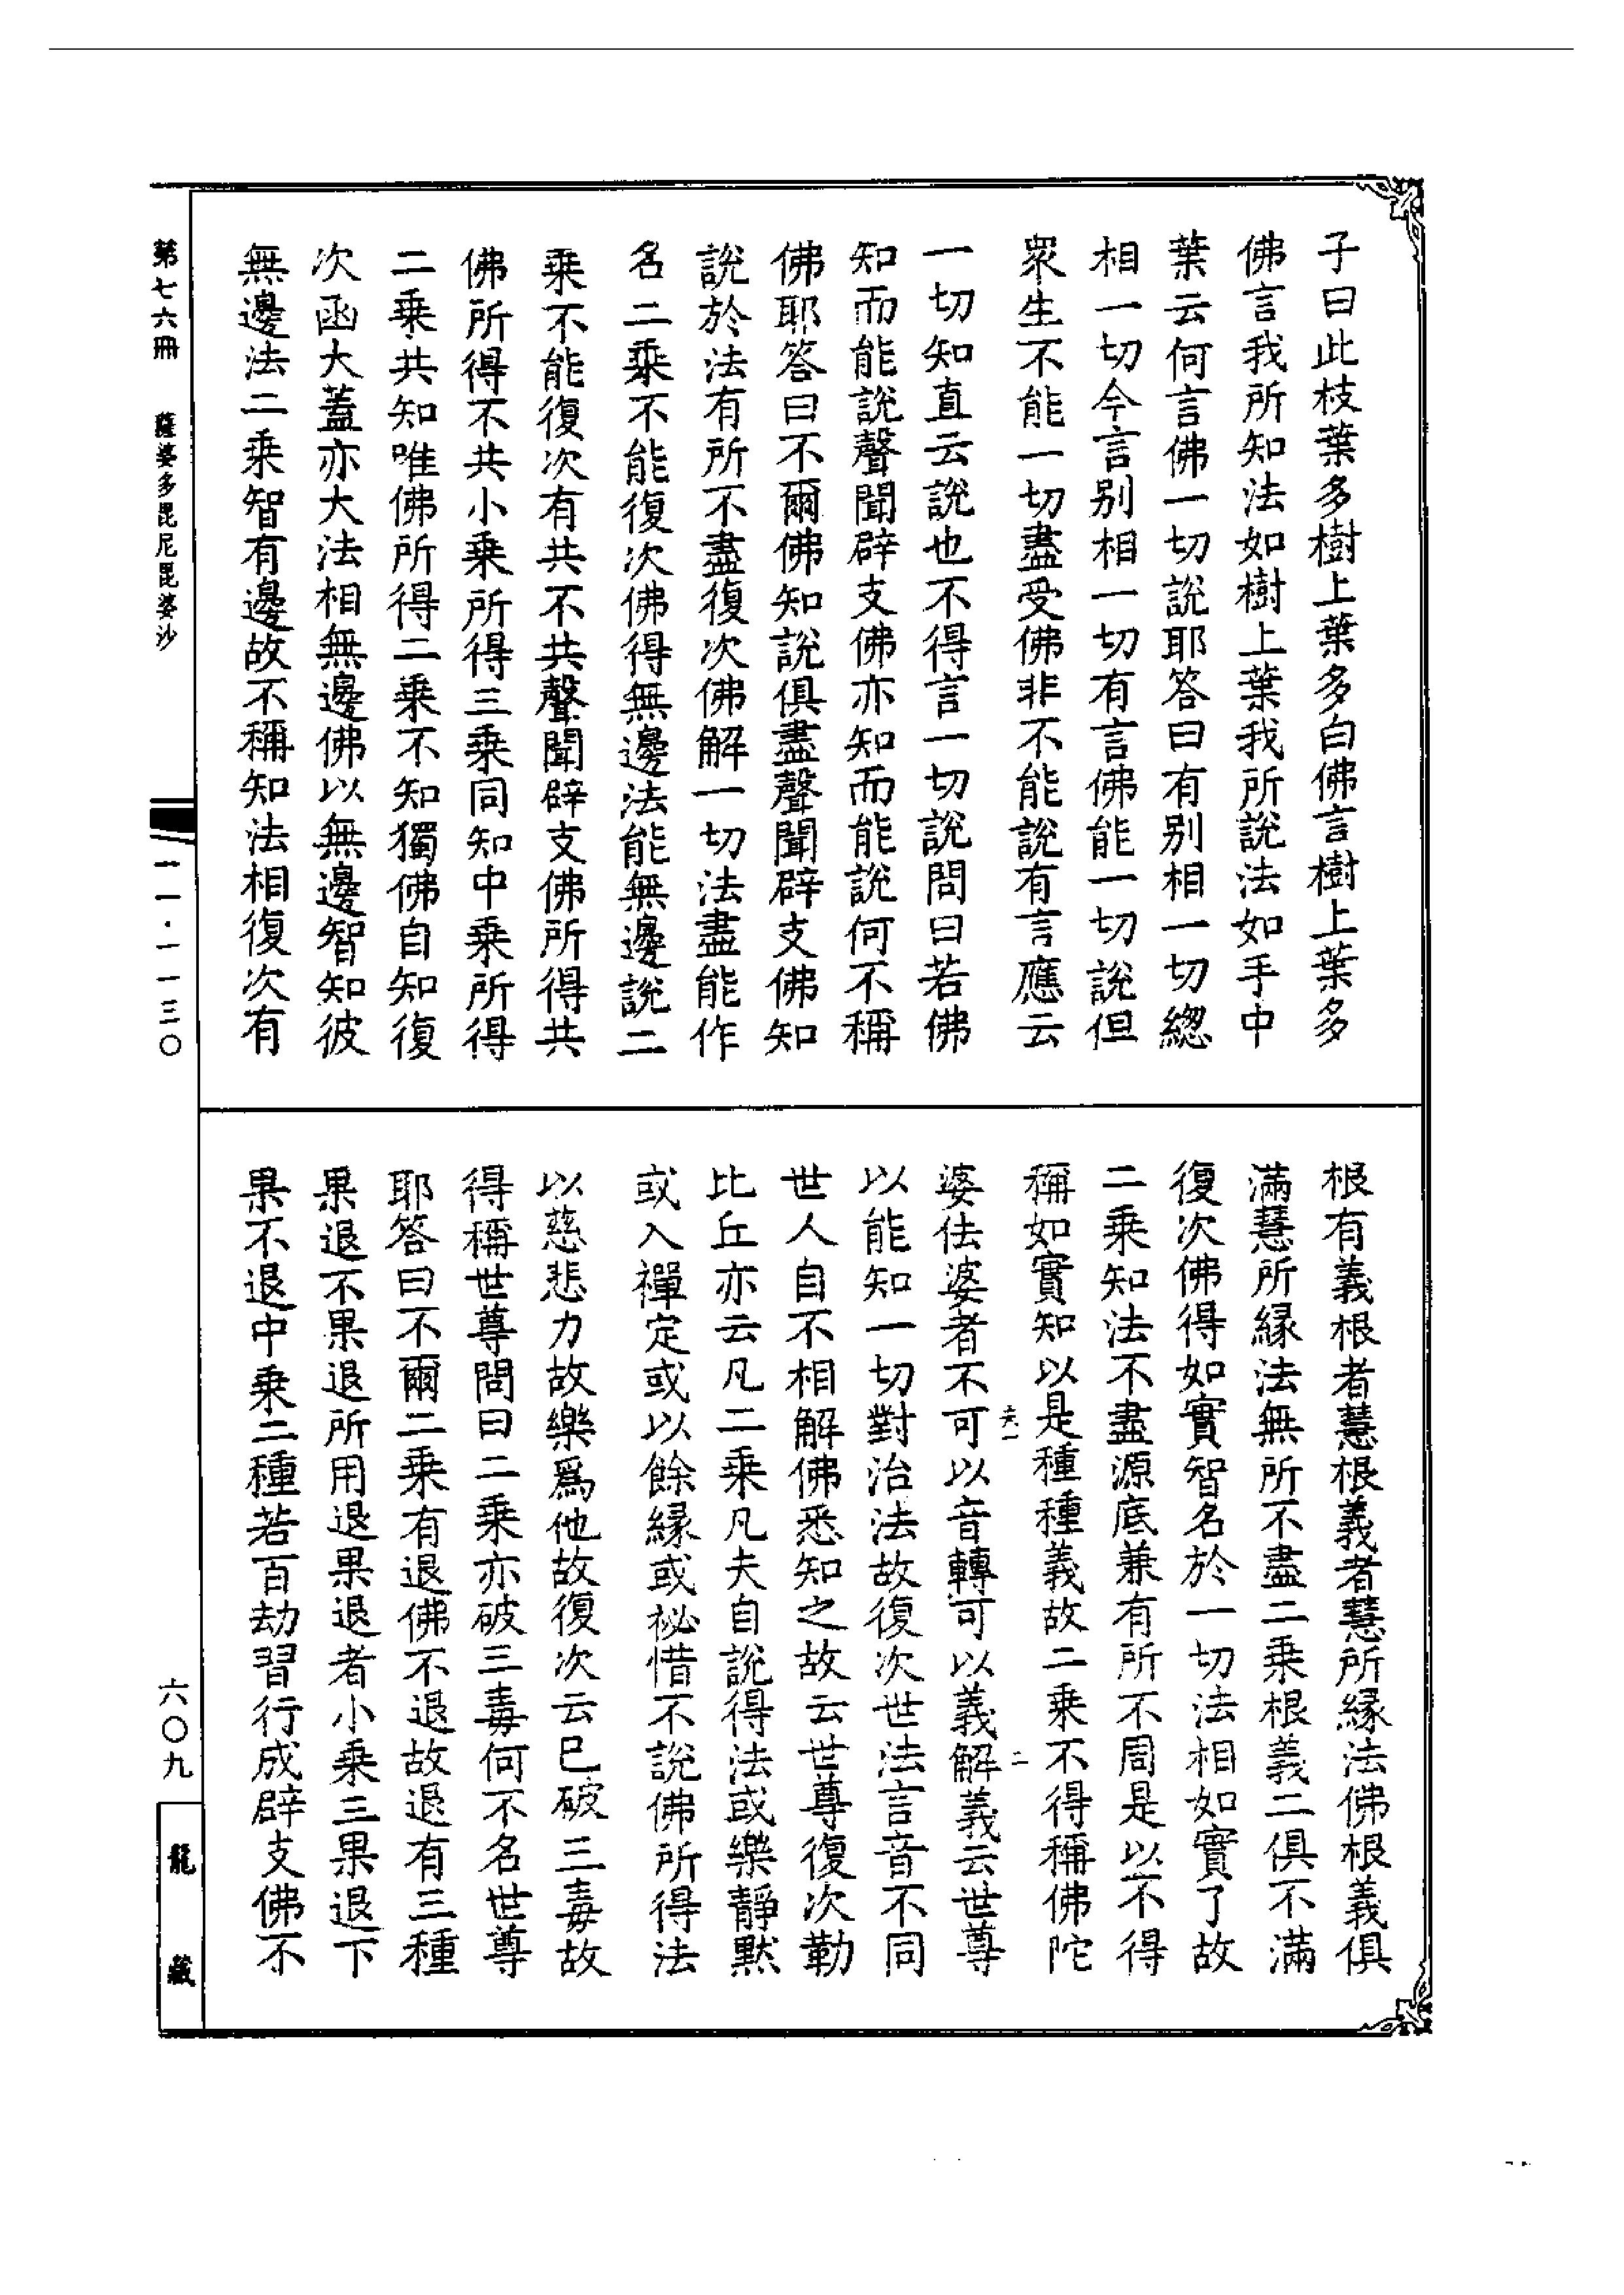 子曰此枝葉多樹上葉多白佛言樹上葉多
佛言我所知法如樹上葉我所說法如手中
葉云何言佛一切說耶答曰有别相一切緫
相一切今言别相一切有言佛能一切說但
衆生不能一切盡受佛非不能說有言應云
一切知直云說也不得言一切說問曰若佛
知而能說聲聞辟支佛亦知而能說何不稱
佛耶答曰不爾佛知說俱盡聲聞辟支佛知
說於法有所不盡復次佛解一切法盡能作
名二乘不能復次佛得無邊法能無邊說二
乘不能復次有共不共聲聞辟支佛所得共
佛所得不共小乘所得三乘同知中乘所得
二乘共知唯佛所得二乘不知獨佛自知復
次函大蓋亦大法相無邊佛以無邊智知彼
無邊法二乘智有邊故不稱知法相復次有
根有義根者慧根義者慧所緣法佛根義俱
滿慧所緣法無所不盡二乘根義二俱不滿
復次佛得如實智名於一切法相如實了故
二乘知法不盡源底兼有所不周是以不得
稱如實知以是種種義故二乘不得稱佛陀
婆伽婆者不可以音轉可以義解義云世尊
以能知一切對治法故復次世法言音不同
世人自不相解佛悉知之故云世尊復次勒
比丘亦云凡二乘凡夫自說得法或樂靜默
或入禪定或以餘緣或祕惜不說佛所得法
以慈悲力故樂爲他故復次云已破三毒故
得稱世尊問曰二乘亦破三毒何不名世尊
耶答曰不爾二乘有退佛不退故退有三種
果退不果退所用退果退者小乘三果退下
果不退中乘二種若百劫習行成辟支佛不
第七六冊 薩婆多毘尼毘婆沙 一一·一一三〇
六〇九
龍藏